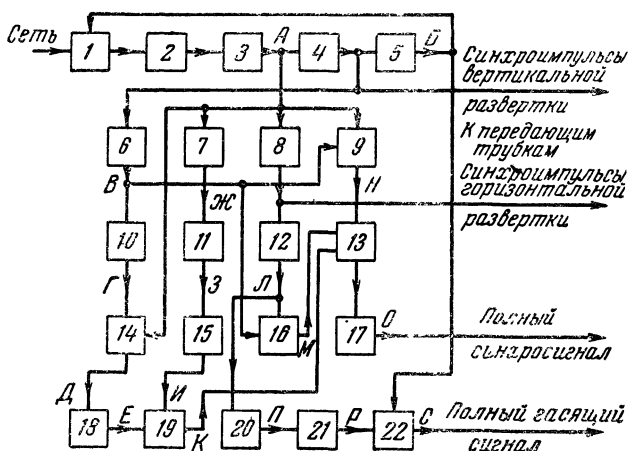 Сеть
1
2
3
А
4
5
Й
Синхроимпульсы
вертикальной
развертки
6
7
8
9
К передающим
трубкам
В
Ж
Н
Синхроимпульсы
горизонтальной
развертки
10
11
12
13
Г
З
Л
14
15
16
М
17
О
Полный
синхросигнал
Д
И
18
Е
19
К
20
П
21
Р
22
С
Полный гасящий
сигнал